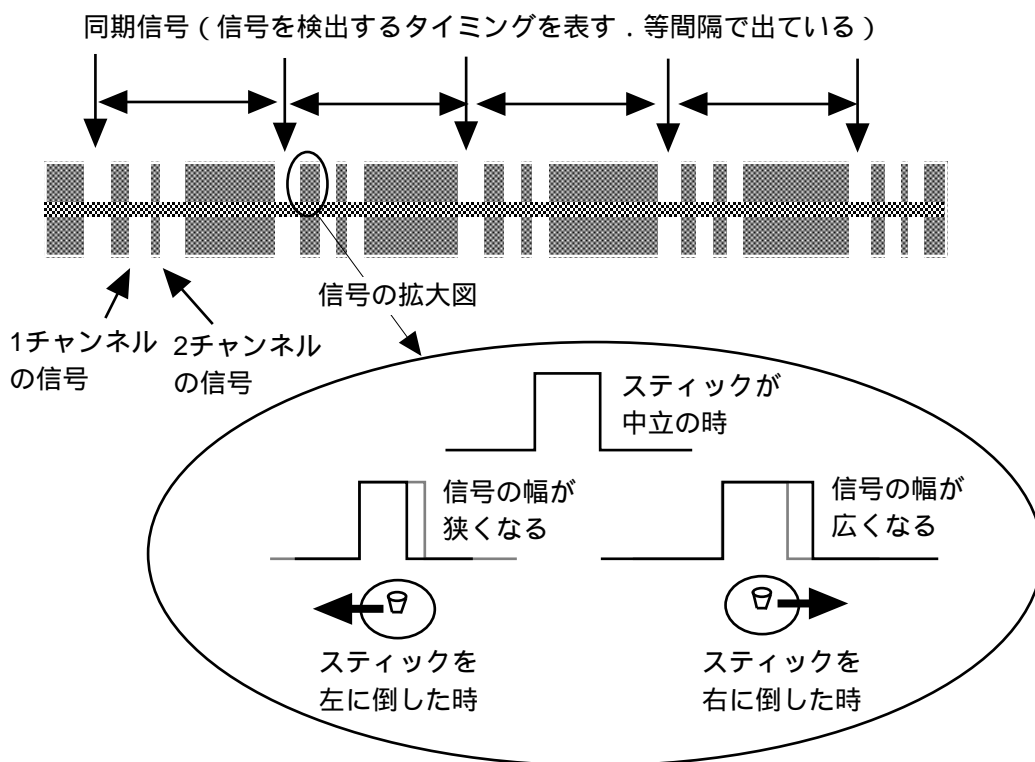 同期信号（信号を検出するタイミングを表す．等間隔で出ている）
信号の拡大図
1チャンネル
の信号
2チャンネル
の信号
スティックが
中立の時
信号の幅が
狭くなる
信号の幅が
広くなる
スティックを
左に倒した時
スティックを
右に倒した時